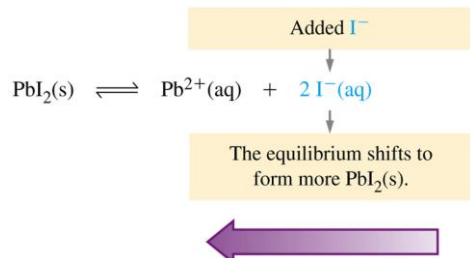 Added I⁻
PbI₂(s) ⇌ Pb²⁺(aq) + 2 I⁻(aq)
The equilibrium shifts to
form more PbI₂(s).